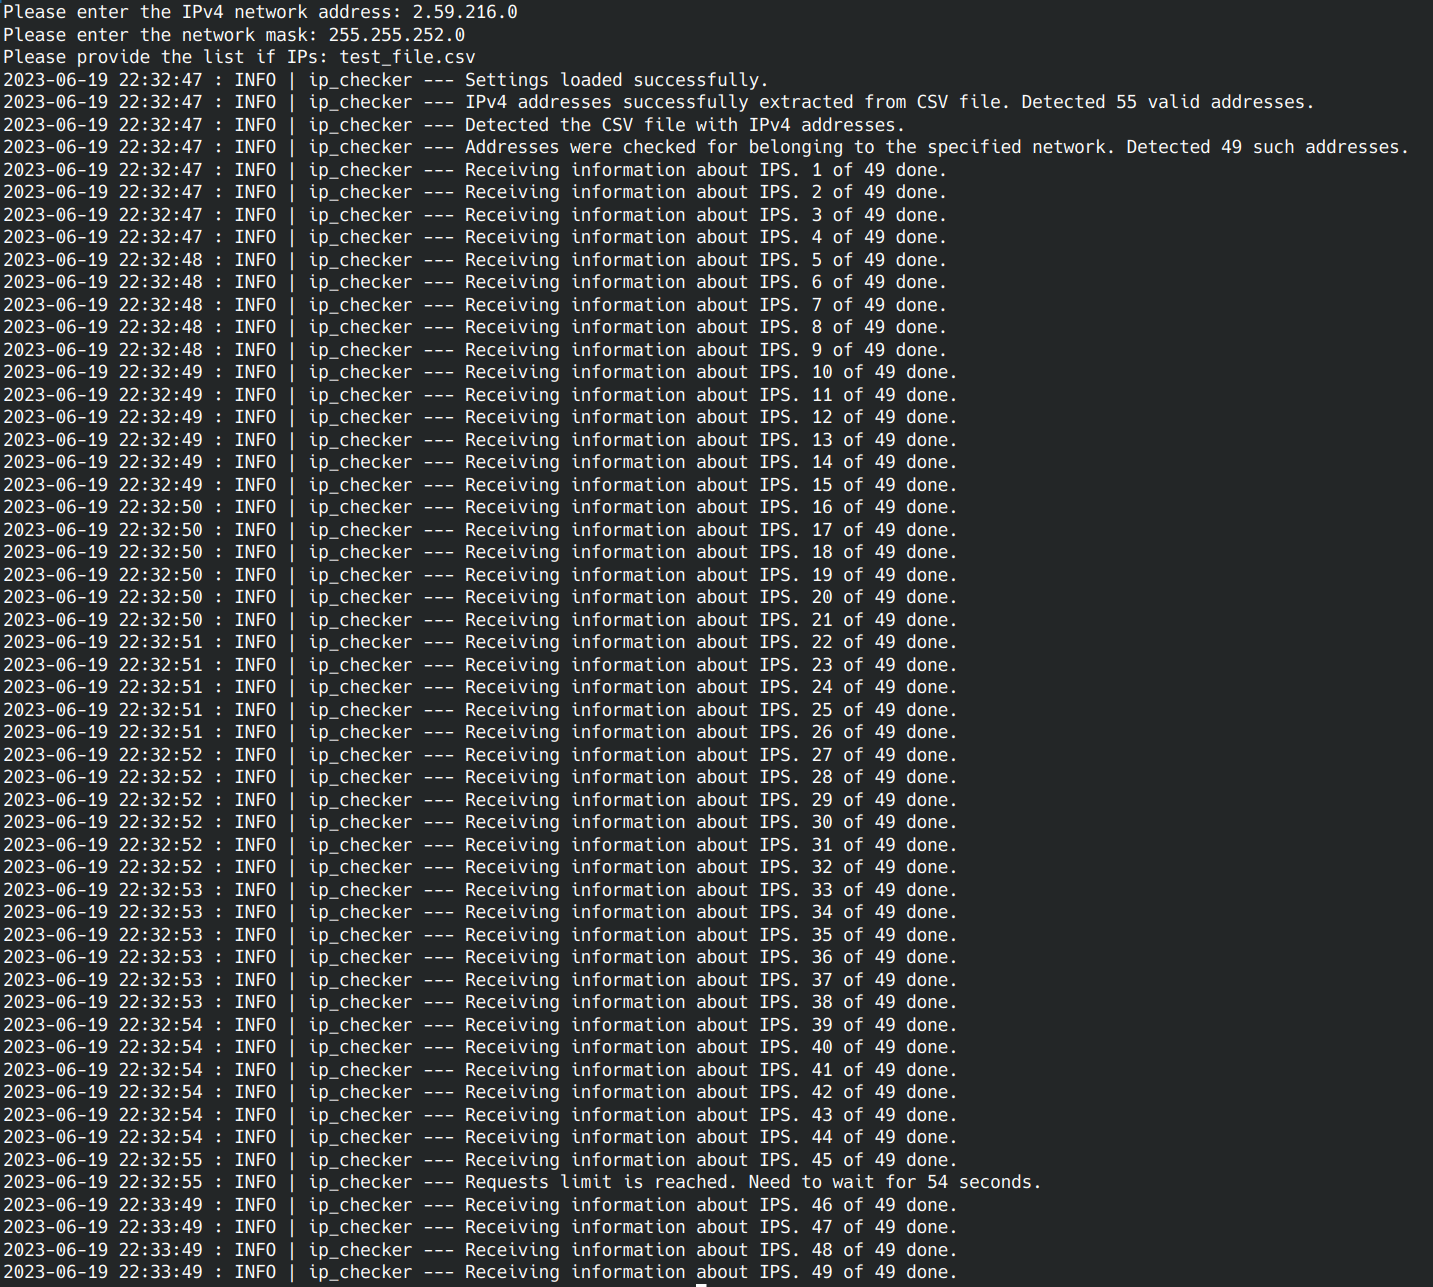 Please enter the IPv4 network address: 2.59.216.0
Please enter the network mask: 255.255.252.0
Please provide the list if IPs: test_file.csv
2023-06-19 22:32:47 : INFO | ip_checker --- Settings loaded successfully.
2023-06-19 22:32:47 : INFO | ip_checker --- IPv4 addresses successfully extracted from CSV file. Detected 55 valid addresses.
2023-06-19 22:32:47 : INFO | ip_checker --- Detected the CSV file with IPv4 addresses.
2023-06-19 22:32:47 : INFO | ip_checker --- Addresses were checked for belonging to the specified network. Detected 49 such addresses.
2023-06-19 22:32:47 : INFO | ip_checker --- Receiving information about IPS. 1 of 49 done.
2023-06-19 22:32:47 : INFO | ip_checker --- Receiving information about IPS. 2 of 49 done.
2023-06-19 22:32:47 : INFO | ip_checker --- Receiving information about IPS. 3 of 49 done.
2023-06-19 22:32:47 : INFO | ip_checker --- Receiving information about IPS. 4 of 49 done.
2023-06-19 22:32:48 : INFO | ip_checker --- Receiving information about IPS. 5 of 49 done.
2023-06-19 22:32:48 : INFO | ip_checker --- Receiving information about IPS. 6 of 49 done.
2023-06-19 22:32:48 : INFO | ip_checker --- Receiving information about IPS. 7 of 49 done.
2023-06-19 22:32:48 : INFO | ip_checker --- Receiving information about IPS. 8 of 49 done.
2023-06-19 22:32:48 : INFO | ip_checker --- Receiving information about IPS. 9 of 49 done.
2023-06-19 22:32:49 : INFO | ip_checker --- Receiving information about IPS. 10 of 49 done.
2023-06-19 22:32:49 : INFO | ip_checker --- Receiving information about IPS. 11 of 49 done.
2023-06-19 22:32:49 : INFO | ip_checker --- Receiving information about IPS. 12 of 49 done.
2023-06-19 22:32:49 : INFO | ip_checker --- Receiving information about IPS. 13 of 49 done.
2023-06-19 22:32:49 : INFO | ip_checker --- Receiving information about IPS. 14 of 49 done.
2023-06-19 22:32:49 : INFO | ip_checker --- Receiving information about IPS. 15 of 49 done.
2023-06-19 22:32:50 : INFO | ip_checker --- Receiving information about IPS. 16 of 49 done.
2023-06-19 22:32:50 : INFO | ip_checker --- Receiving information about IPS. 17 of 49 done.
2023-06-19 22:32:50 : INFO | ip_checker --- Receiving information about IPS. 18 of 49 done.
2023-06-19 22:32:50 : INFO | ip_checker --- Receiving information about IPS. 19 of 49 done.
2023-06-19 22:32:50 : INFO | ip_checker --- Receiving information about IPS. 20 of 49 done.
2023-06-19 22:32:50 : INFO | ip_checker --- Receiving information about IPS. 21 of 49 done.
2023-06-19 22:32:51 : INFO | ip_checker --- Receiving information about IPS. 22 of 49 done.
2023-06-19 22:32:51 : INFO | ip_checker --- Receiving information about IPS. 23 of 49 done.
2023-06-19 22:32:51 : INFO | ip_checker --- Receiving information about IPS. 24 of 49 done.
2023-06-19 22:32:51 : INFO | ip_checker --- Receiving information about IPS. 25 of 49 done.
2023-06-19 22:32:51 : INFO | ip_checker --- Receiving information about IPS. 26 of 49 done.
2023-06-19 22:32:52 : INFO | ip_checker --- Receiving information about IPS. 27 of 49 done.
2023-06-19 22:32:52 : INFO | ip_checker --- Receiving information about IPS. 28 of 49 done.
2023-06-19 22:32:52 : INFO | ip_checker --- Receiving information about IPS. 29 of 49 done.
2023-06-19 22:32:52 : INFO | ip_checker --- Receiving information about IPS. 30 of 49 done.
2023-06-19 22:32:52 : INFO | ip_checker --- Receiving information about IPS. 31 of 49 done.
2023-06-19 22:32:52 : INFO | ip_checker --- Receiving information about IPS. 32 of 49 done.
2023-06-19 22:32:53 : INFO | ip_checker --- Receiving information about IPS. 33 of 49 done.
2023-06-19 22:32:53 : INFO | ip_checker --- Receiving information about IPS. 34 of 49 done.
2023-06-19 22:32:53 : INFO | ip_checker --- Receiving information about IPS. 35 of 49 done.
2023-06-19 22:32:53 : INFO | ip_checker --- Receiving information about IPS. 36 of 49 done.
2023-06-19 22:32:53 : INFO | ip_checker --- Receiving information about IPS. 37 of 49 done.
2023-06-19 22:32:53 : INFO | ip_checker --- Receiving information about IPS. 38 of 49 done.
2023-06-19 22:32:54 : INFO | ip_checker --- Receiving information about IPS. 39 of 49 done.
2023-06-19 22:32:54 : INFO | ip_checker --- Receiving information about IPS. 40 of 49 done.
2023-06-19 22:32:54 : INFO | ip_checker --- Receiving information about IPS. 41 of 49 done.
2023-06-19 22:32:54 : INFO | ip_checker --- Receiving information about IPS. 42 of 49 done.
2023-06-19 22:32:54 : INFO | ip_checker --- Receiving information about IPS. 43 of 49 done.
2023-06-19 22:32:54 : INFO | ip_checker --- Receiving information about IPS. 44 of 49 done.
2023-06-19 22:32:55 : INFO | ip_checker --- Receiving information about IPS. 45 of 49 done.
2023-06-19 22:32:55 : INFO | ip_checker --- Requests limit is reached. Need to wait for 54 seconds.
2023-06-19 22:33:49 : INFO | ip_checker --- Receiving information about IPS. 46 of 49 done.
2023-06-19 22:33:49 : INFO | ip_checker --- Receiving information about IPS. 47 of 49 done.
2023-06-19 22:33:49 : INFO | ip_checker --- Receiving information about IPS. 48 of 49 done.
2023-06-19 22:33:49 : INFO | ip_checker --- Receiving information about IPS. 49 of 49 done.